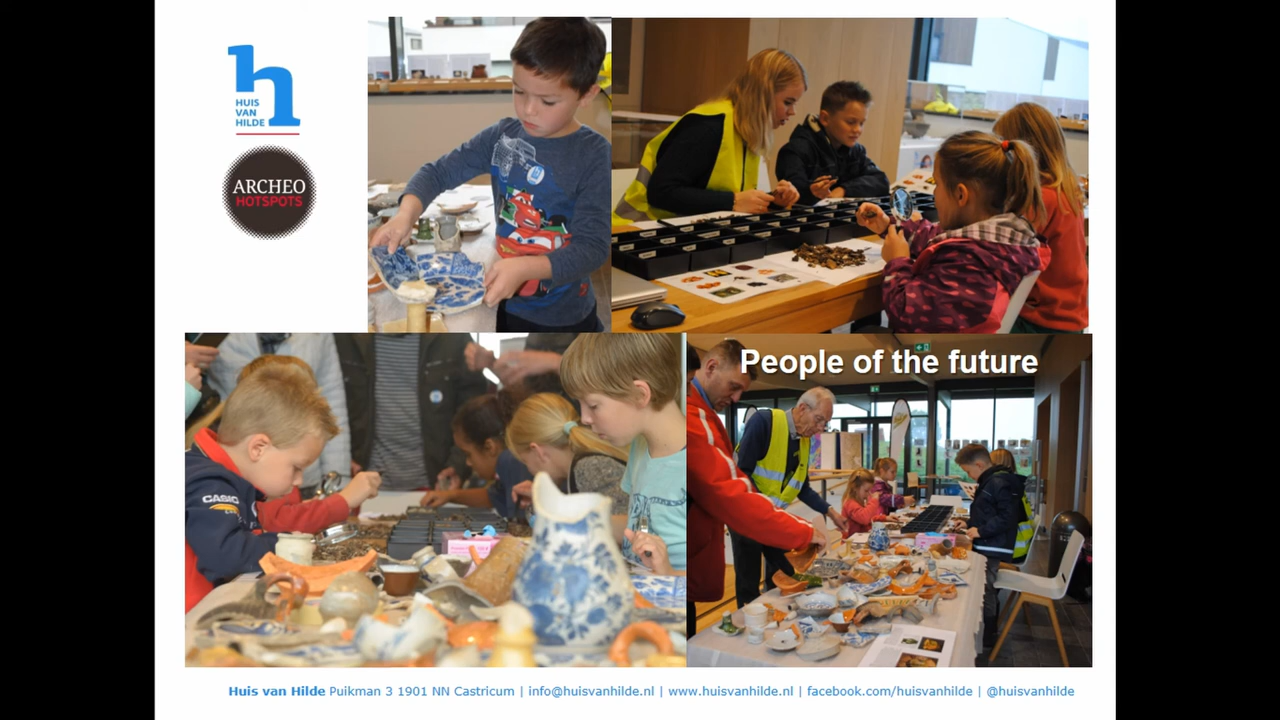 h
HUIS
VAN
HILDE
ARCHEO
HOTSPOTS
CASIO
People of the future
Huis van Hilde Puikman 3 1901 NN Castricum | info@huisvanhilde.nl | www.huisvanhilde.nl | facebook.com/huisvanhilde | @huisvanhilde